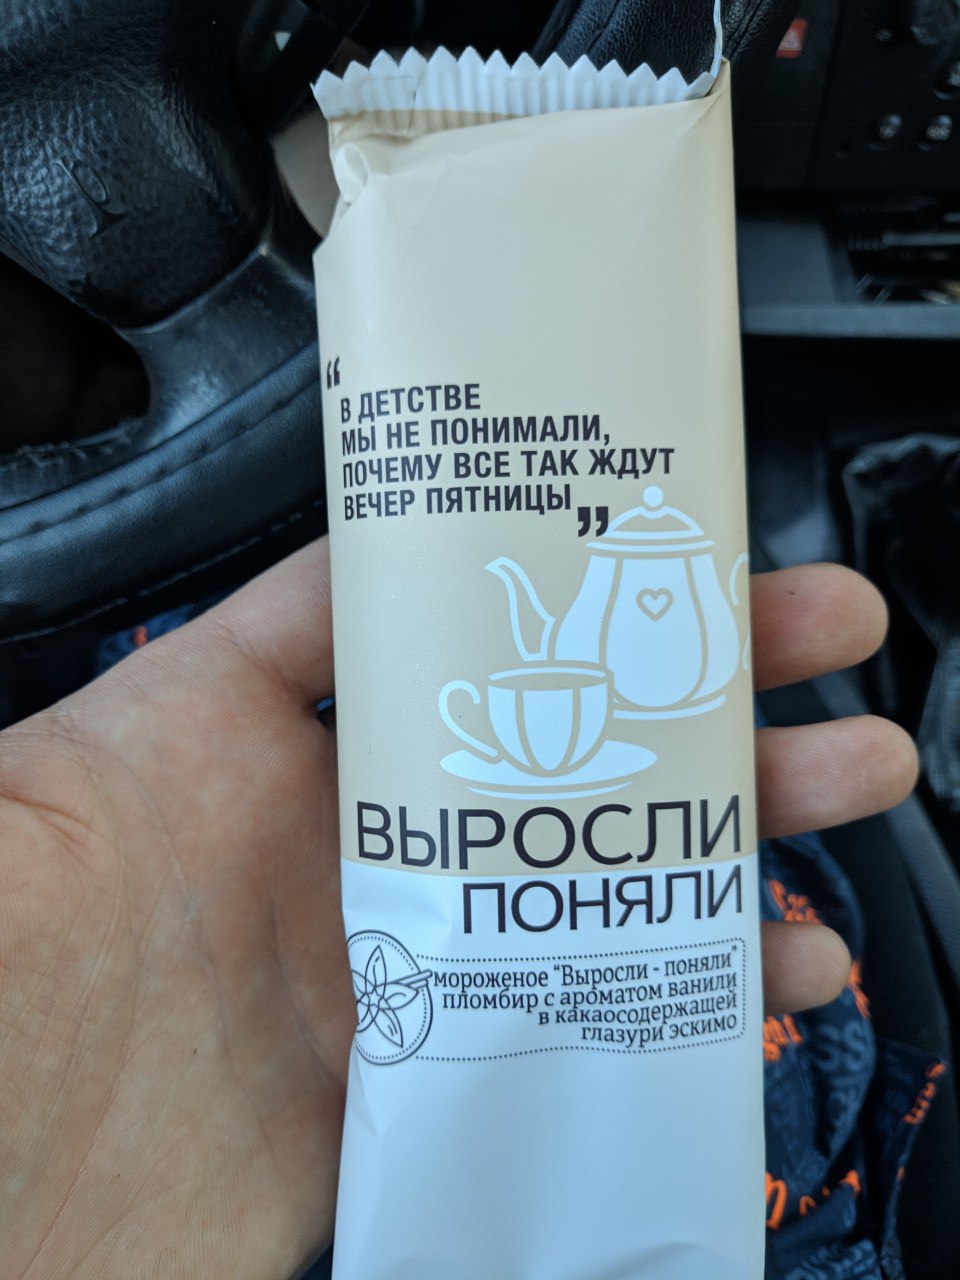 “
В ДЕТСТВЕ
МЫ НЕ ПОНИМАЛИ,
ПОЧЕМУ ВСЕ ТАК ЖДУТ
ВЕЧЕР ПЯТНИЦЫ
”
ВЫРОСЛИ
ПОНЯЛИ
мороженое “Выросли - поняли”
пломбир с ароматом ванили
в какаосодержащей
глазури эскимо